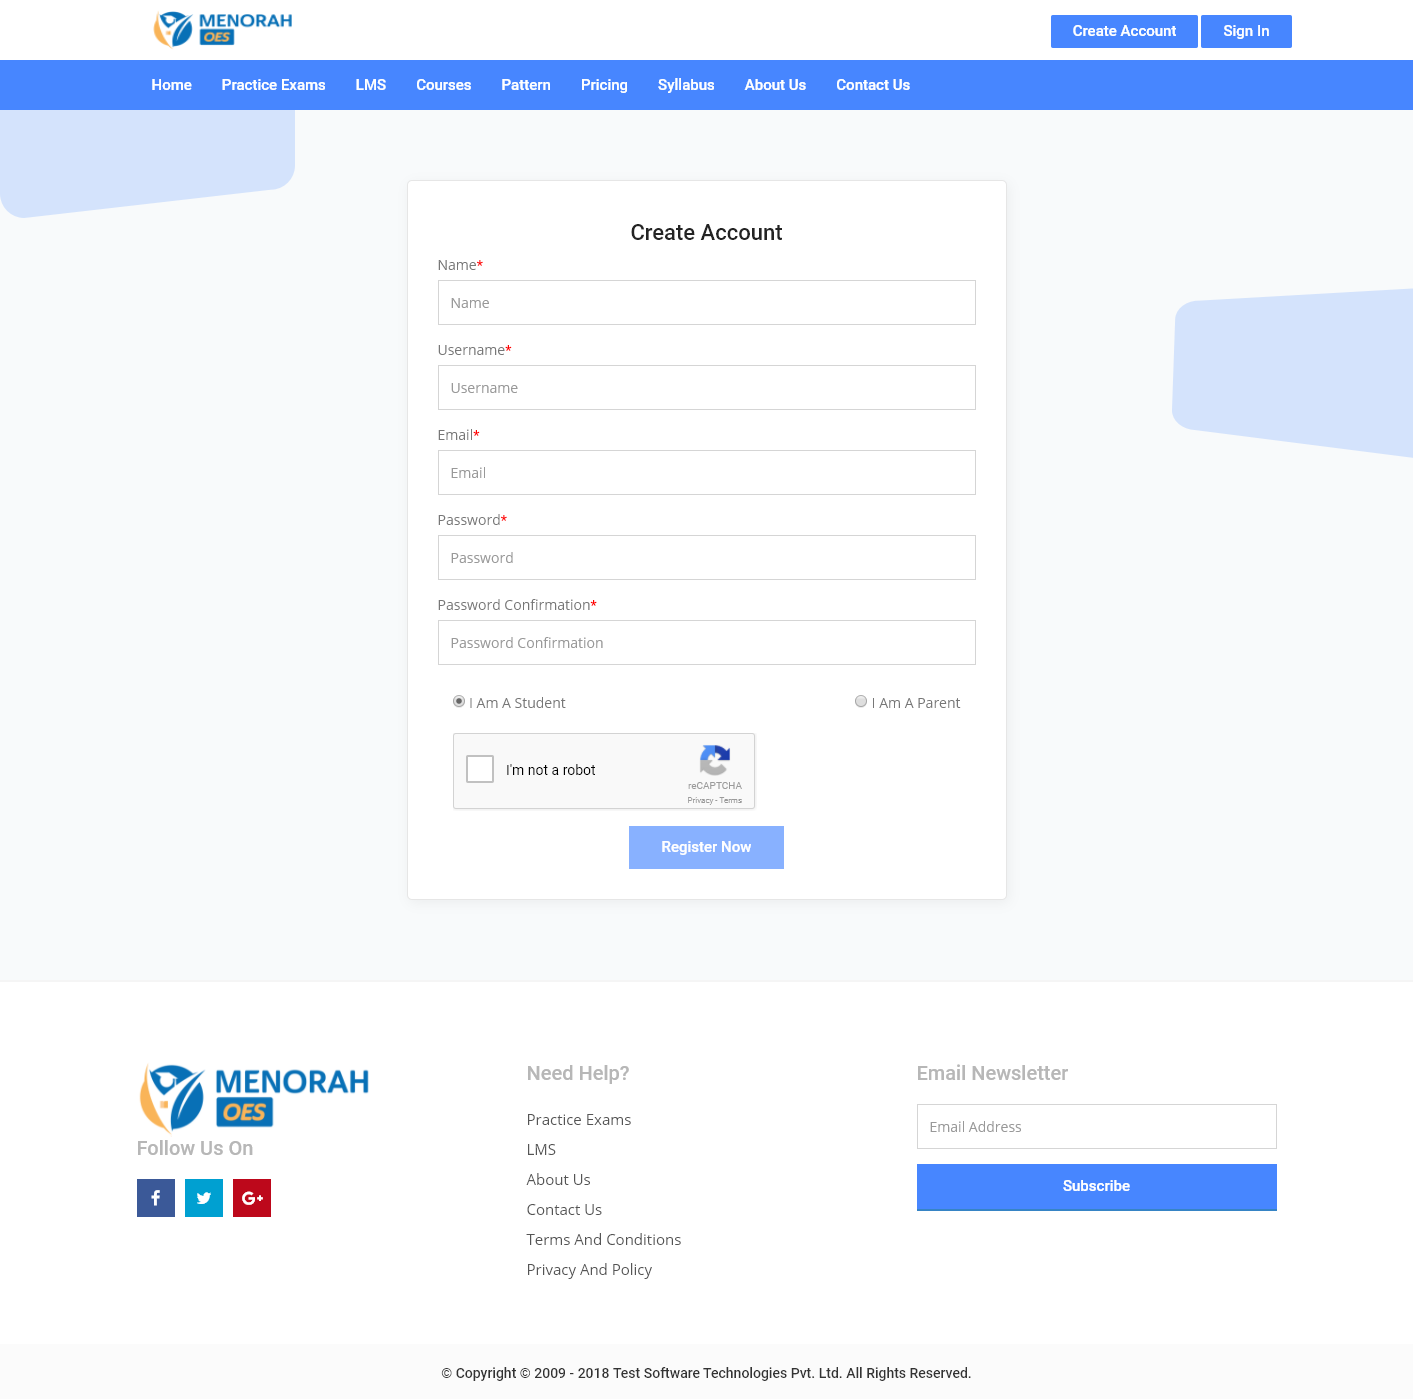 MENORAH
OES
Create Account
Sign In
Home
Practice Exams
LMS
Courses
Pattern
Pricing
Syllabus
About Us
Contact Us
Create Account
Name*
Name
Username*
Username
Email*
Email
Password*
Password
Password Confirmation*
Password Confirmation
I Am A Student
I Am A Parent
I'm not a robot
reCAPTCHA
Privacy - Terms
Register Now
MENORAH
OES
Follow Us On
Need Help?
Practice Exams
LMS
About Us
Contact Us
Terms And Conditions
Privacy And Policy
Email Newsletter
Email Address
Subscribe
© Copyright © 2009 - 2018 Test Software Technologies Pvt. Ltd. All Rights Reserved.